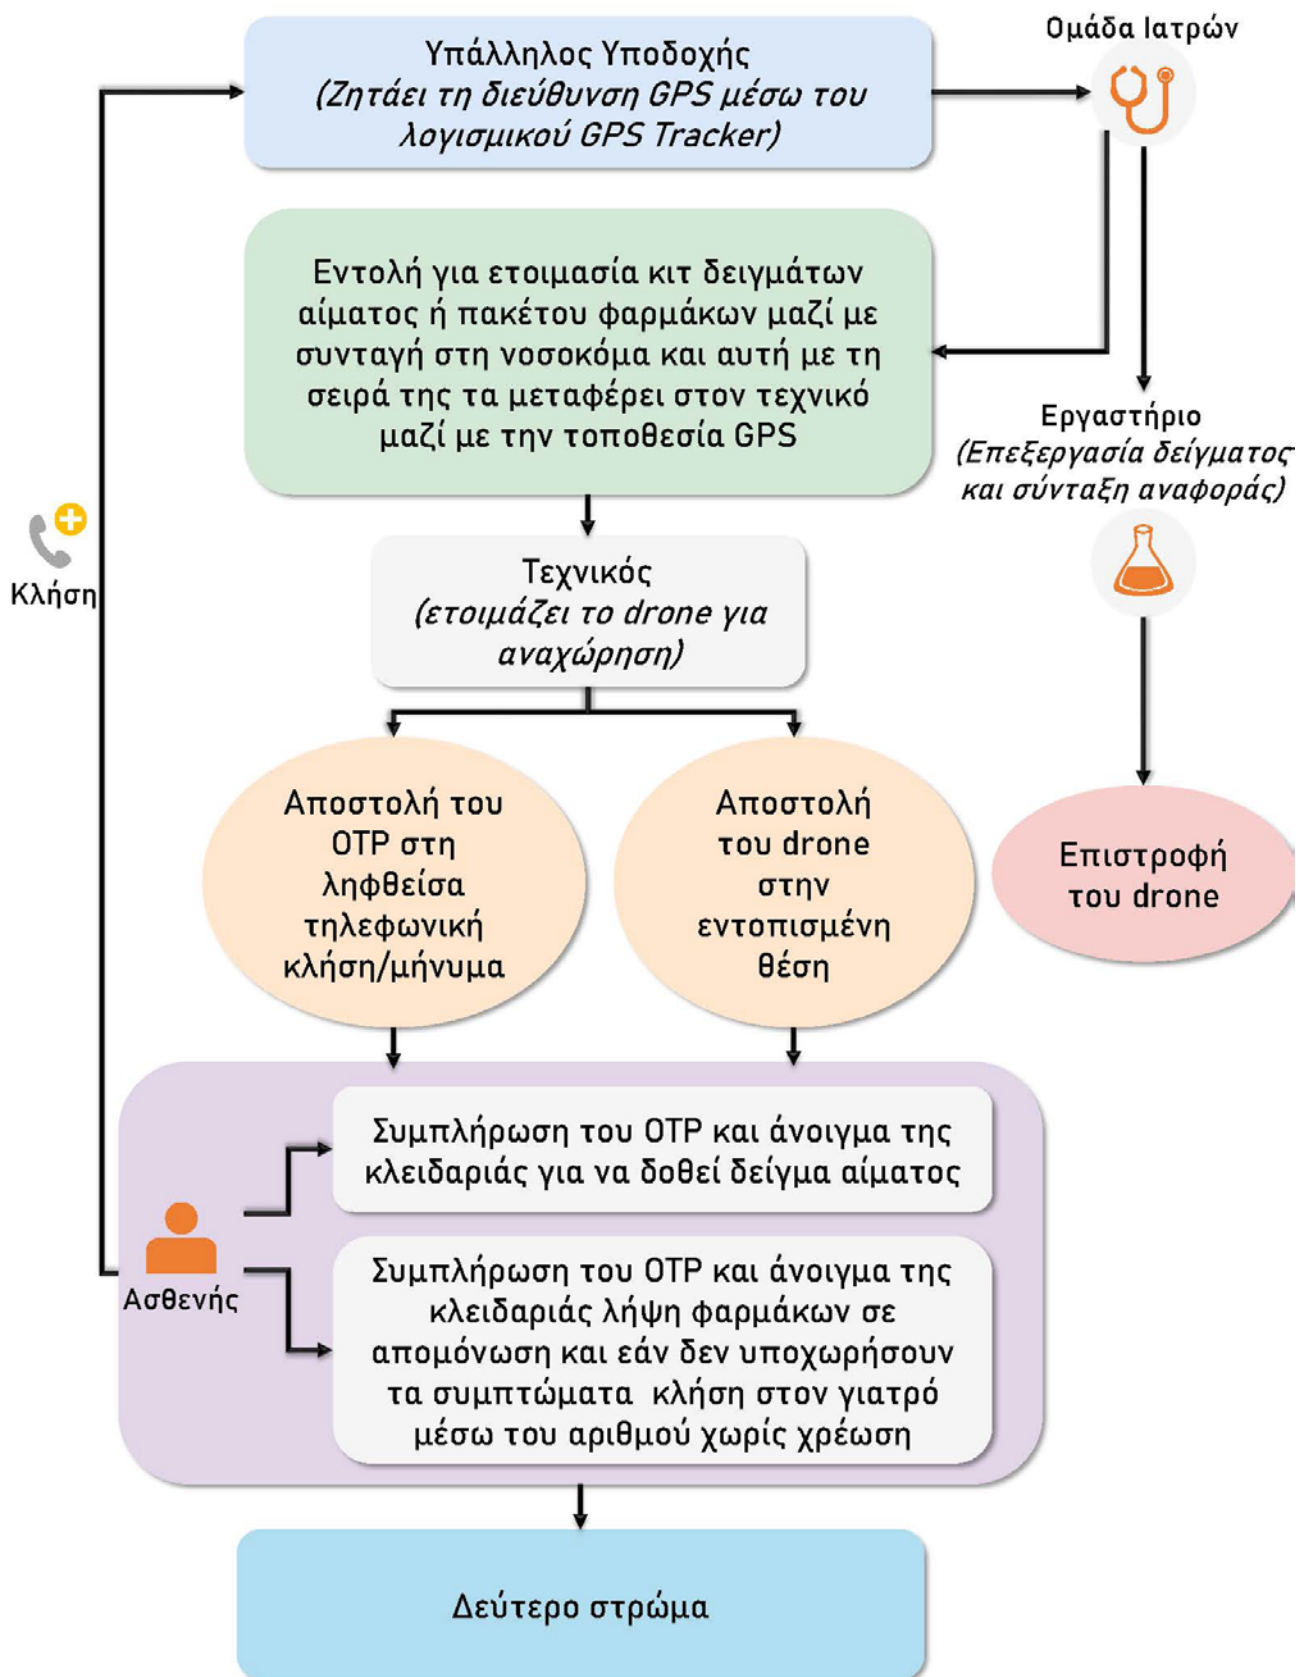 Υπάλληλος Υποδοχής
(Ζητάει τη διεύθυνση GPS μέσω του
λογισμικού GPS Tracker)
Ομάδα Ιατρών
Εντολή για ετοιμασία κιτ δειγμάτων
αίματος ή πακέτου φαρμάκων μαζί με
συνταγή στη νοσοκόμα και αυτή με τη
σειρά της τα μεταφέρει στον τεχνικό
μαζί με την τοποθεσία GPS
Εργαστήριο
(Επεξεργασία δείγματος
και σύνταξη αναφοράς)
Κλήση
Τεχνικός
(ετοιμάζει το drone για
αναχώρηση)
Αποστολή του
OTP στη
ληφθείσα
τηλεφωνική
κλήση/μήνυμα
Αποστολή
του drone
στην
εντοπισμένη
θέση
Επιστροφή
του drone
Συμπλήρωση του OTP και άνοιγμα της
κλειδαριάς για να δοθεί δείγμα αίματος
Ασθενής
Συμπλήρωση του OTP και άνοιγμα της
κλειδαριάς λήψη φαρμάκων σε
απομόνωση και εάν δεν υποχωρήσουν
τα συμπτώματα κλήση στον γιατρό
μέσω του αριθμού χωρίς χρέωση
Δεύτερο στρώμα